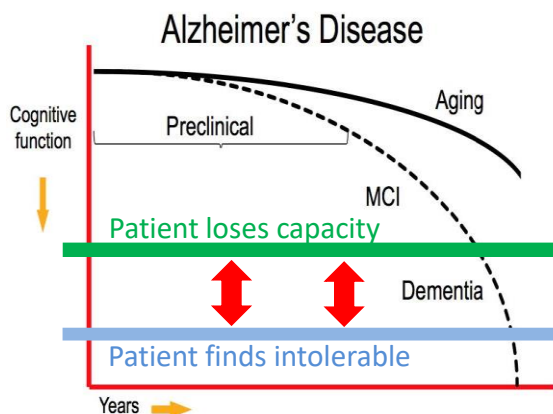 Alzheimer's Disease
Cognitive
function
Aging
Preclinical
MCI
Patient loses capacity
Dementia
Patient finds intolerable
Years